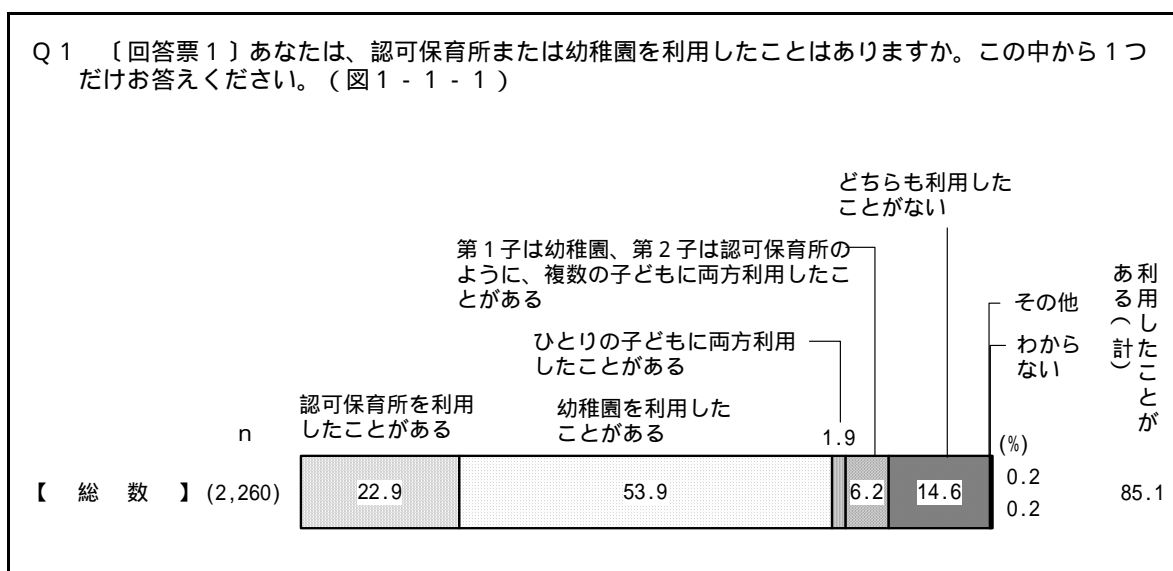 Q1 〔回答票1〕あなたは、認可保育所または幼稚園を利用したことはありますか。この中から1つ
だけお答えください。(図1-1-1)
どちらも利用した
ことがない
第1子は幼稚園、第2子は認可保育所の
ように、複数の子どもに両方利用したこ
とがある
ひとりの子どもに両方利用
したことがある
認可保育所を利用
したことがある
幼稚園を利用した
ことがある
その他
わから
ない
利用したことが
ある(計)
n
1.9
(%)
【総数】(2,260)
22.9
53.9
6.2
14.6
0.2
0.2
85.1